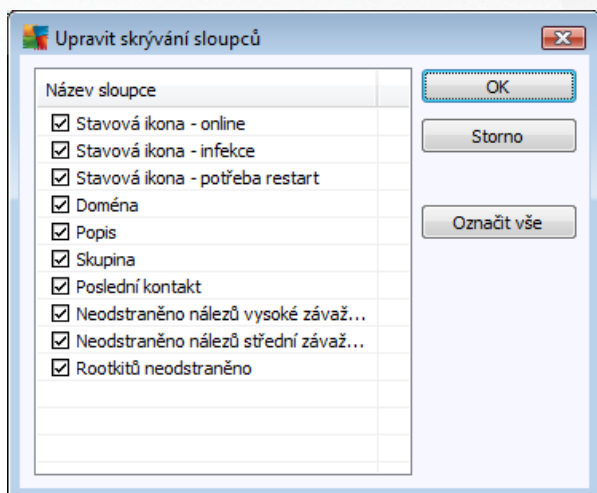 Upravit skrývání sloupců
Název sloupce
Stavová ikona - online
Stavová ikona - infekce
Stavová ikona - potřeba restart
Doména
Popis
Skupina
Poslední kontakt
Neodstraněno nálezů vysoké závaž...
Neodstraněno nálezů střední závaž...
Rootkitů neodstraněno
OK
Storno
Označit vše